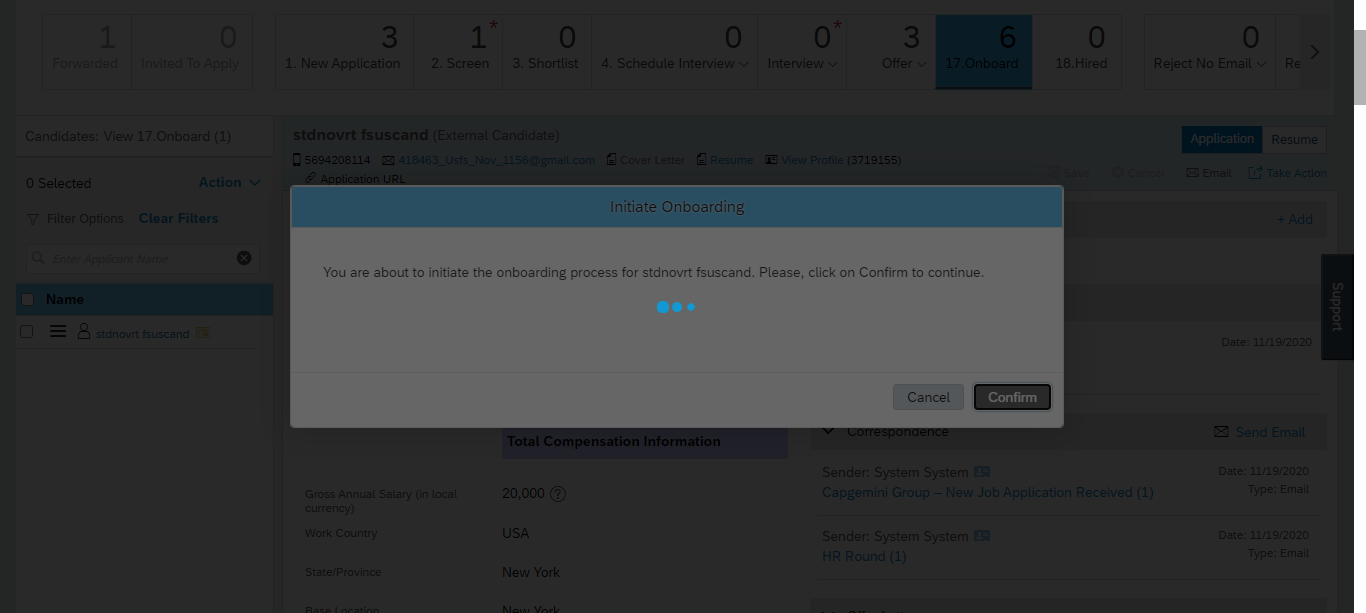 1 0 3 1* 0 0 0* 3 6 0 0
Forwarded Invited To Apply 1. New Application 2. Screen 3. Shortlist 4. Schedule Interview Interview Offer 17.Onboard 18.Hired Reject No Email Re
Candidates: View 17.Onboard (1)
0 Selected Action
Filter Options Clear Filters
Enter Applicant Name
Name
stdnovrt fsuscand
stdnovrt fsuscand (External Candidate)
5694208114 418463_Usfs_Nov_1156@gmail.com Cover Letter Resume View Profile (3719155)
Application URL
Application Resume
Save Cancel Email Take Action
+ Add
Support
Date: 11/19/2020
Initiate Onboarding
You are about to initiate the onboarding process for stdnovrt fsuscand. Please, click on Confirm to continue.
Cancel Confirm
Total Compensation Information
Gross Annual Salary (in local
currency)
20,000 ?
Work Country USA
State/Province New York
Base Location New York
Correspondence Send Email
Sender: System System Date: 11/19/2020
Capgemini Group – New Job Application Received (1) Type: Email
Sender: System System Date: 11/19/2020
HR Round (1) Type: Email